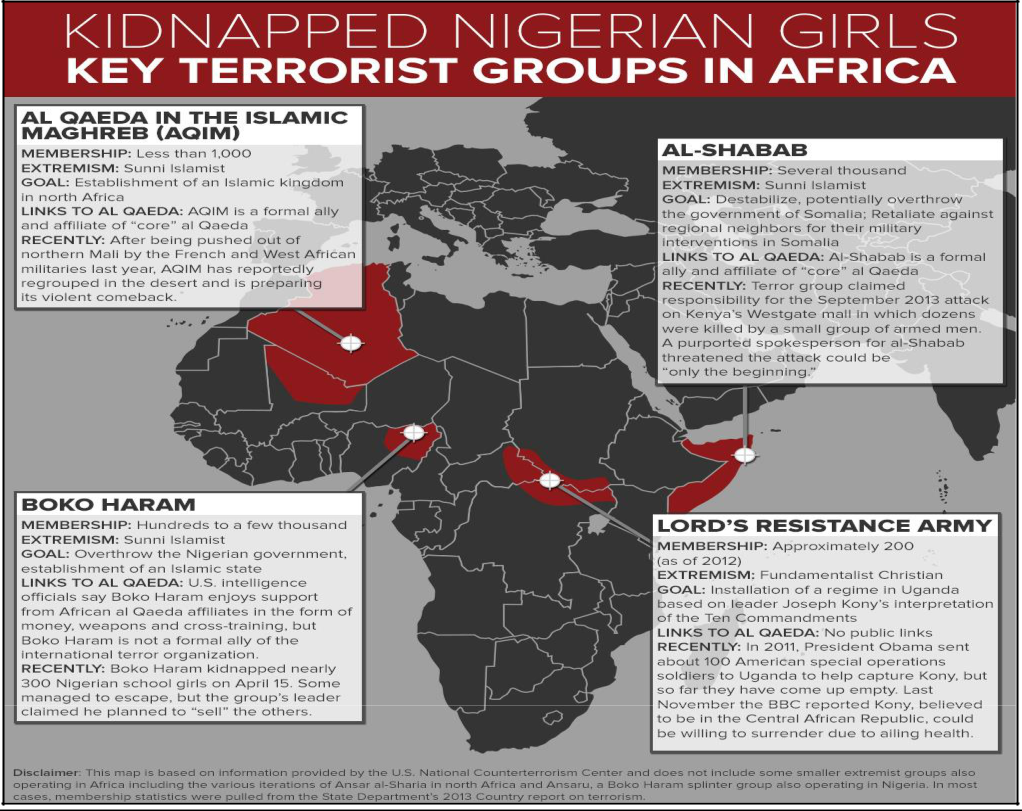 KIDNAPPED NIGERIAN GIRLS
KEY TERRORIST GROUPS IN AFRICA
AL QAEDA IN THE ISLAMIC
MAGHREB (AQIM)
MEMBERSHIP: Less than 1,000
EXTREMISM: Sunni Islamist
GOAL: Establishment of an Islamic kingdom
in north Africa
LINKS TO AL QAEDA: AQIM is a formal ally
and affiliate of “core” al Qaeda
RECENTLY: After being pushed out of
northern Mali by the French and West African
militaries last year, AQIM has reportedly
regrouped in the desert and is preparing
its violent comeback.
AL-SHABAB
MEMBERSHIP: Several thousand
EXTREMISM: Sunni Islamist
GOAL: Destabilize, potentially overthrow
the government of Somalia; Retaliate against
regional neighbors for their military
interventions in Somalia
LINKS TO AL QAEDA: Al-Shabab is a formal
ally and affiliate of “core” al Qaeda
RECENTLY: Terror group claimed
responsibility for the September 2013 attack
on Kenya’s Westgate mall in which dozens
were killed by a small group of armed men.
A purported spokesperson for al-Shabab
threatened the attack could be
“only the beginning.”
BOKO HARAM
MEMBERSHIP: Hundreds to a few thousand
EXTREMISM: Sunni Islamist
GOAL: Overthrow the Nigerian government,
establishment of an Islamic state
LINKS TO AL QAEDA: U.S. intelligence
officials say Boko Haram enjoys support
from African al Qaeda affiliates in the form of
money, weapons and cross-training, but
Boko Haram is not a formal ally of the
international terror organization.
RECENTLY: Boko Haram kidnapped nearly
300 Nigerian school girls on April 15. Some
managed to escape, but the group’s leader
claimed he planned to “sell” the others.
LORD’S RESISTANCE ARMY
MEMBERSHIP: Approximately 200
(as of 2012)
EXTREMISM: Fundamentalist Christian
GOAL: Installation of a regime in Uganda
based on leader Joseph Kony’s interpretation
of the Ten Commandments
LINKS TO AL QAEDA: No public links
RECENTLY: In 2011, President Obama sent
about 100 American special operations
soldiers to Uganda to help capture Kony, but
so far they have come up empty. Last
November the BBC reported Kony, believed
to be in the Central African Republic, could
be willing to surrender due to ailing health.
Disclaimer: This map is based on information provided by the U.S. National Counterterrorism Center and does not include some smaller extremist groups also
operating in Africa including the various iterations of Ansar al-Sharia in north Africa and Ansaru, a Boko Haram splinter group also operating in Nigeria. In most
cases, membership statistics were pulled from the State Department’s 2013 Country report on terrorism.